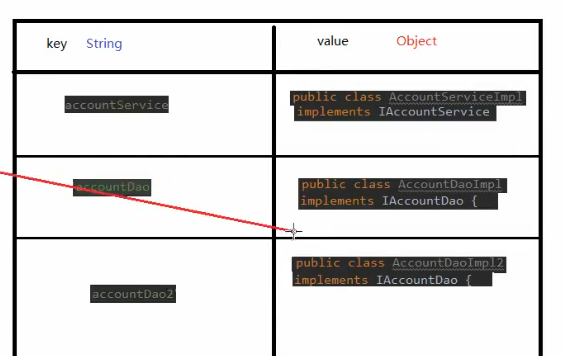 key String value Object
accountService
public class AccountServiceImpl
implements IAccountService
accountDao
public class AccountDaoImpl
implements IAccountDao {
accountDao2
public class AccountDaoImpl2
implements IAccountDao {